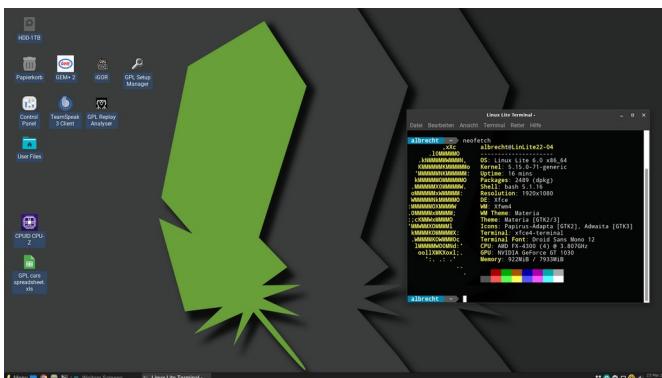 HDD-1TB
Papierkorb
GEM+ 2
iGOR
GPL Setup
Manager
Control
Panel
TeamSpeak
3 Client
GPL Replay
Analyser
User Files
CPUID CPU-
Z
GPL cars
spreadsheet.
xls
Linux Lite Terminal -
Datei Bearbeiten Ansicht Terminal Reiter Hilfe
albrecht ~ neofetch
albrecht@LinLite22-04
-----------------------
OS: Linux Lite 6.0 x86_64
Kernel: 5.15.0-71-generic
Uptime: 16 mins
Packages: 2489 (dpkg)
Shell: bash 5.1.16
Resolution: 1920x1080
DE: Xfce
WM: Xfwm4
WM Theme: Materia
Theme: Materia [GTK2/3]
Icons: Papirus-Adapta [GTK2], Adwaita [GTK3]
Terminal: xfce4-terminal
Terminal Font: Droid Sans Mono 12
CPU: AMD FX-4300 (4) @ 3.807GHz
GPU: NVIDIA GeForce GT 1030
Memory: 922MiB / 7933MiB
albrecht ~
Menu
Linux Lite Terminal -